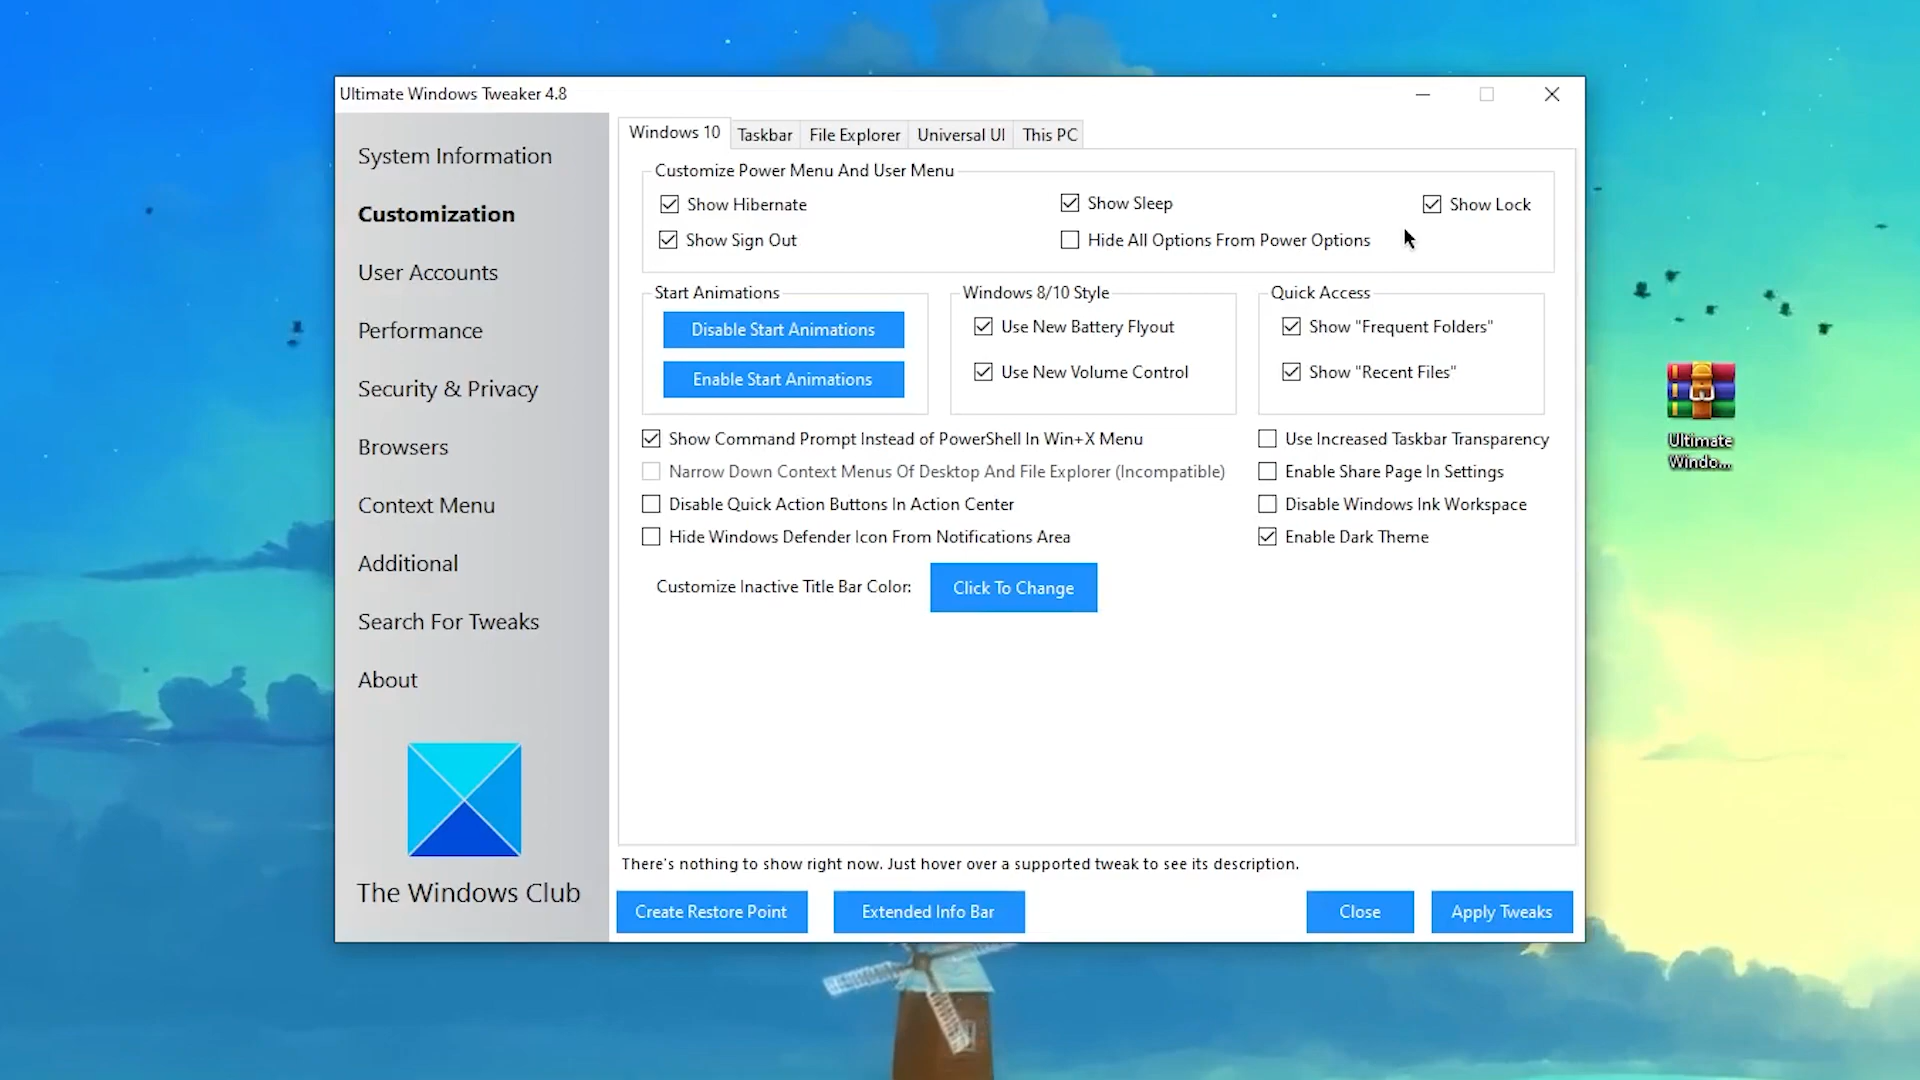 Ultimate Windows Tweaker 4.8
System Information
Customization
User Accounts
Performance
Security & Privacy
Browsers
Context Menu
Additional
Search For Tweaks
About
The Windows Club
Windows 10
Taskbar
File Explorer
Universal UI
This PC
Customize Power Menu And User Menu
Show Hibernate
Show Sleep
Show Lock
Show Sign Out
Hide All Options From Power Options
Start Animations
Disable Start Animations
Enable Start Animations
Windows 8/10 Style
Use New Battery Flyout
Use New Volume Control
Quick Access
Show "Frequent Folders"
Show "Recent Files"
Show Command Prompt Instead of PowerShell In Win+X Menu
Narrow Down Context Menus Of Desktop And File Explorer (Incompatible)
Disable Quick Action Buttons In Action Center
Hide Windows Defender Icon From Notifications Area
Use Increased Taskbar Transparency
Enable Share Page In Settings
Disable Windows Ink Workspace
Enable Dark Theme
Customize Inactive Title Bar Color:
Click To Change
There's nothing to show right now. Just hover over a supported tweak to see its description.
Create Restore Point
Extended Info Bar
Close
Apply Tweaks
Ultimate
Windo...